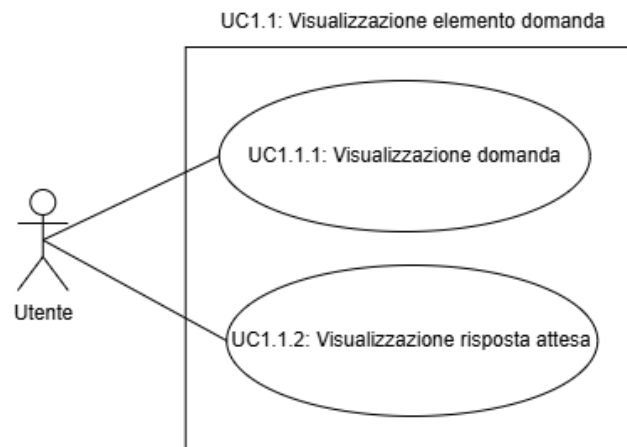 UC1.1: Visualizzazione elemento domanda
UC1.1.1: Visualizzazione domanda
Utente
UC1.1.2: Visualizzazione risposta attesa